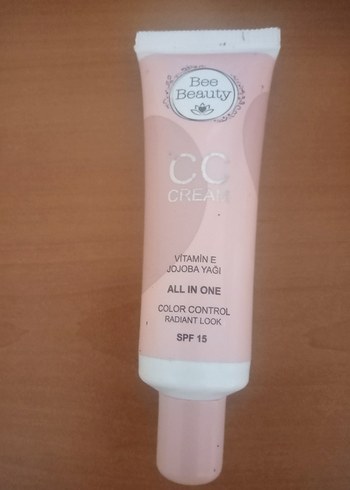 Bee
Beauty
CC
CREAM
VİTAMİN E
JOJOBA YAĞI
ALL IN ONE
COLOR CONTROL
RADIANT LOOK
SPF 15